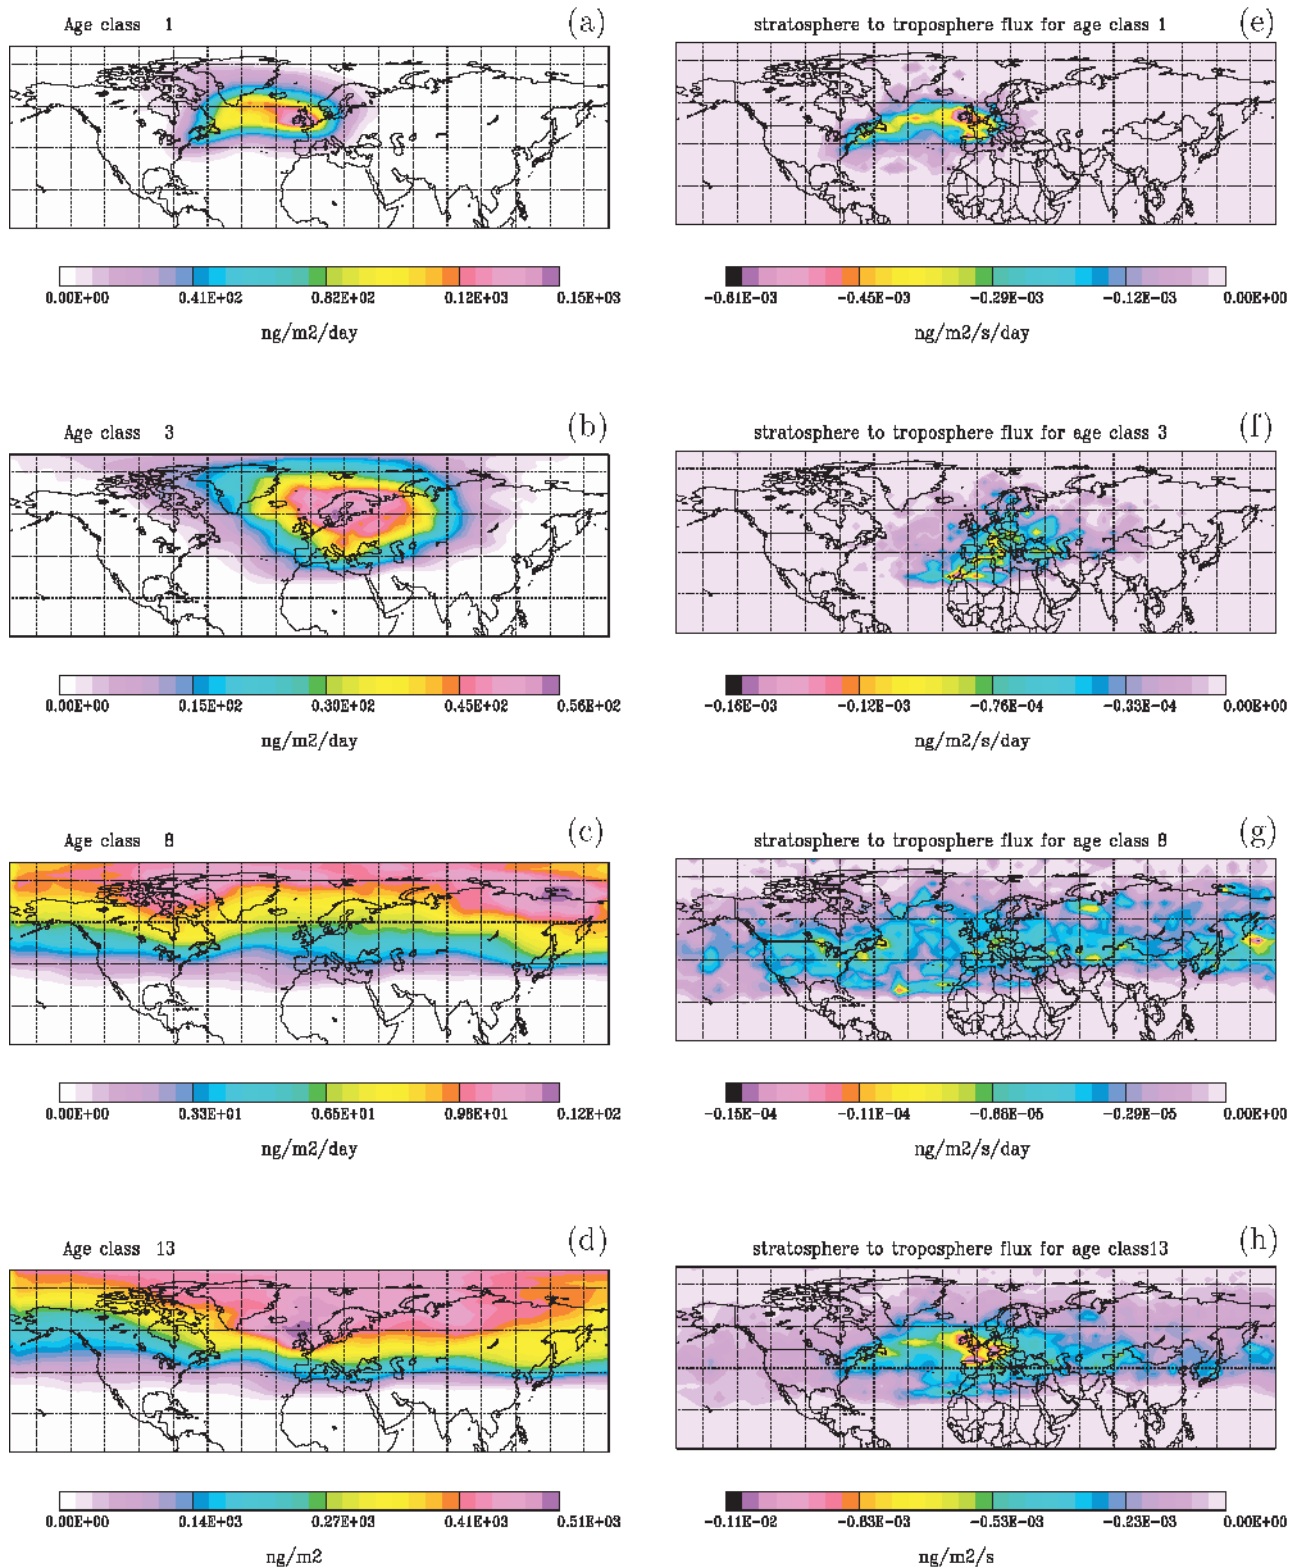 Age class 1 (a)
0.00E+00 0.41E+02 0.82E+02 0.12E+03 0.15E+03
ng/m2/day
stratosphere to troposphere flux for age class 1 (e)
-0.61E-03 -0.45E-03 -0.29E-03 -0.12E-03 0.00E+00
ng/m2/s/day
Age class 3 (b)
0.00E+00 0.15E+02 0.30E+02 0.45E+02 0.56E+02
ng/m2/day
stratosphere to troposphere flux for age class 3 (f)
-0.16E-03 -0.12E-03 -0.76E-04 -0.33E-04 0.00E+00
ng/m2/s/day
Age class 8 (c)
0.00E+00 0.33E+01 0.65E+01 0.98E+01 0.12E+02
ng/m2/day
stratosphere to troposphere flux for age class 8 (g)
-0.15E-04 -0.11E-04 -0.68E-05 -0.29E-05 0.00E+00
ng/m2/s/day
Age class 13 (d)
0.00E+00 0.14E+03 0.27E+03 0.41E+03 0.51E+03
ng/m2
stratosphere to troposphere flux for age class13 (h)
-0.11E-02 -0.83E-03 -0.53E-03 -0.23E-03 0.00E+00
ng/m2/s